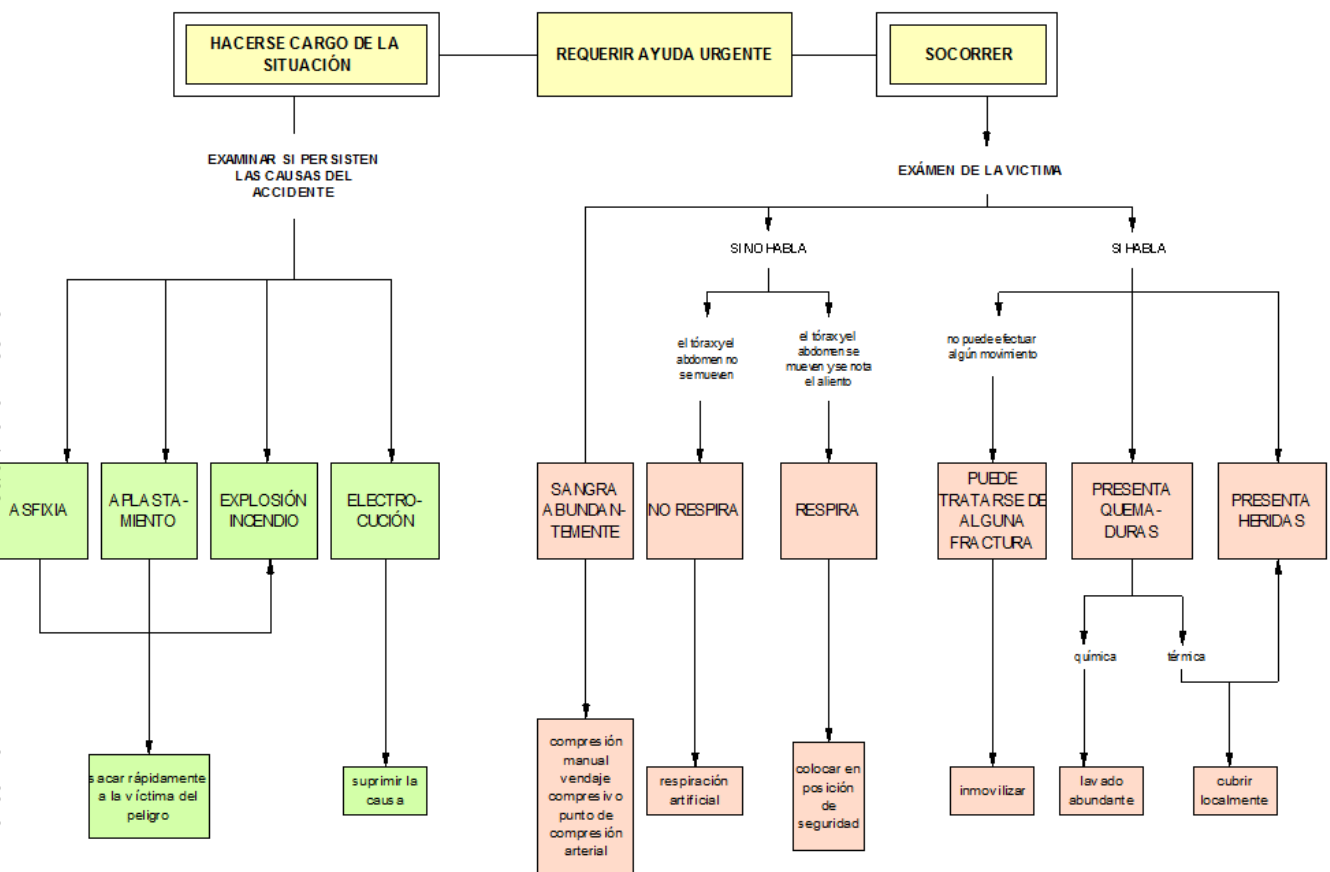 HACERSE CARGO DE LA
SITUACIÓN
REQUERIR AYUDA URGENTE
SOCORRER
EXAMINAR SI PERSISTEN
LAS CAUSAS DEL
ACCIDENTE
EXÁMEN DE LA VICTIMA
SI NO HABLA
SI HABLA
el tórax y el
abdomen no
se mueven
el tórax y el
abdomen se
mueven y se nota
el aliento
no puede efectuar
algún movimiento
ASFIXIA
APLASTA-
MIENTO
EXPLOSIÓN
INCENDIO
ELECTRO-
CUCIÓN
SANGRA
ABUNDAN-
TEMENTE
NO RESPIRA
RESPIRA
PUEDE
TRATARSE DE
ALGUNA
FRACTURA
PRESENTA
QUEMA-
DURAS
PRESENTA
HERIDAS
química
térmica
sacar rápidamente
a la víctima del
peligro
suprimir la
causa
compresión
manual
vendaje
compresivo
punto de
compresión
arterial
respiración
artificial
colocar en
posición
de
seguridad
inmovilizar
lavado
abundante
cubrir
localmente